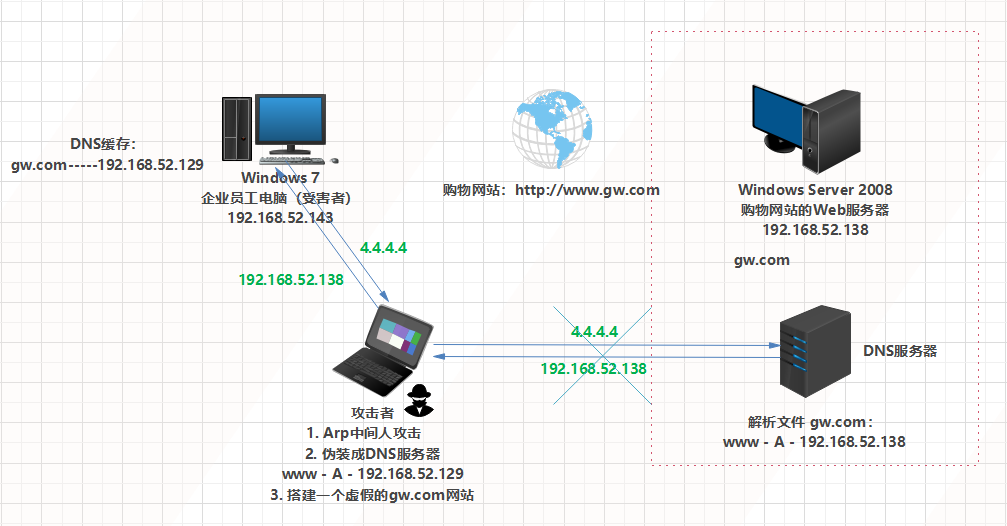 DNS缓存：
gw.com-----192.168.52.129
Windows 7
企业员工电脑（受害者）
192.168.52.143
购物网站：http://www.gw.com
Windows Server 2008
购物网站的Web服务器
192.168.52.138
gw.com
4.4.4.4
192.168.52.138
4.4.4.4
192.168.52.138
DNS服务器
解析文件 gw.com：
www - A - 192.168.52.138
攻击者
1. Arp中间人攻击
2. 伪装成DNS服务器
www - A - 192.168.52.129
3. 搭建一个虚假的gw.com网站